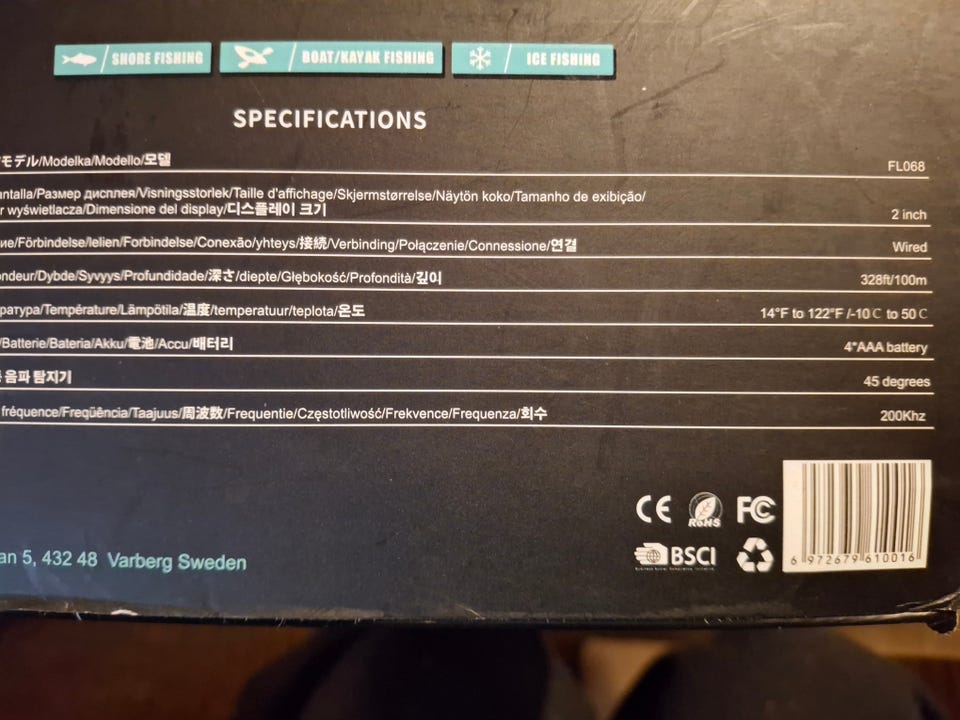 SHORE FISHING
BOAT/KAYAK FISHING
ICE FISHING
SPECIFICATIONS
モデル/Modelka/Modello/모델 FL068
antalla/Размер дисплея/Visningsstorlek/Taille d'affichage/Skjermstørrelse/Näytön koko/Tamanho de exibição/
r wyświetlacza/Dimensione del display/디스플레이 크기 2 inch
ие/Förbindelse/lelien/Forbindelse/Conexão/yhteys/接続/Verbinding/Połączenie/Connessione/연결 Wired
ondeur/Dybde/Syvyys/Profundidade/深さ/diepte/Głębokość/Profondità/깊이 328ft/100m
ратура/Température/Lämpötila/温度/temperatuur/teplota/온도 14°F to 122°F /-10℃ to 50℃
/Batterie/Bateria/Akku/電池/Accu/배터리 4*AAA battery
음파 탐지기 45 degrees
fréquence/Freqüência/Taajuus/周波数/Frequentie/Częstotliwość/Frekvence/Frequenza/회수 200Khz
CE RoHS FC
BSCI
6 972679 610016
an 5, 432 48 Varberg Sweden